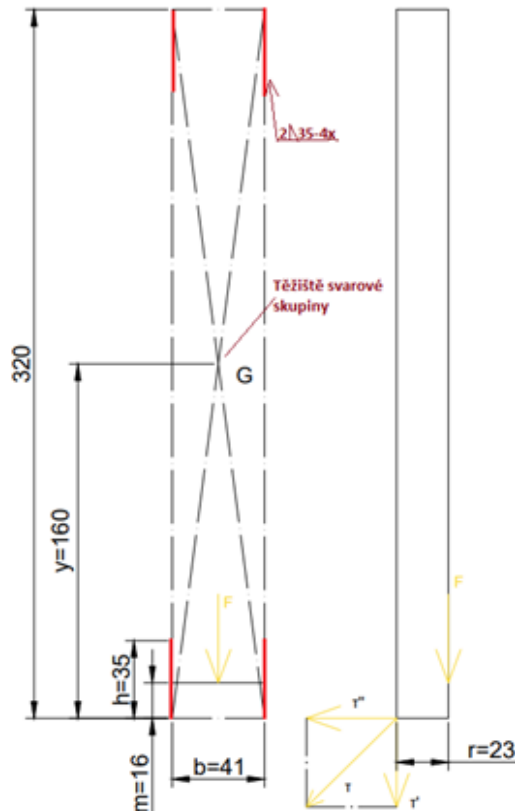 320
2 35-4x
Těžiště svarové
skupiny
G
y=160
F
F
h=35
τ"
m=16
b=41
τ
τ'
r=23